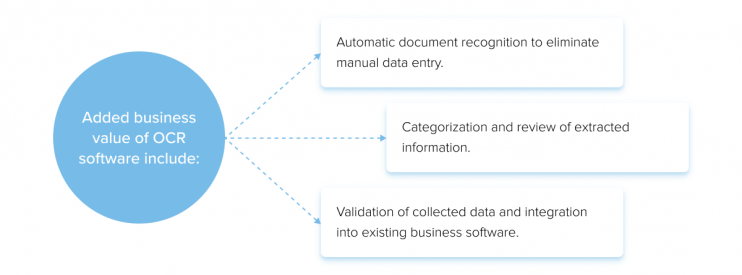 Added business
value of OCR
software include:
Automatic document recognition to eliminate
manual data entry.
Categorization and review of extracted
information.
Validation of collected data and integration
into existing business software.